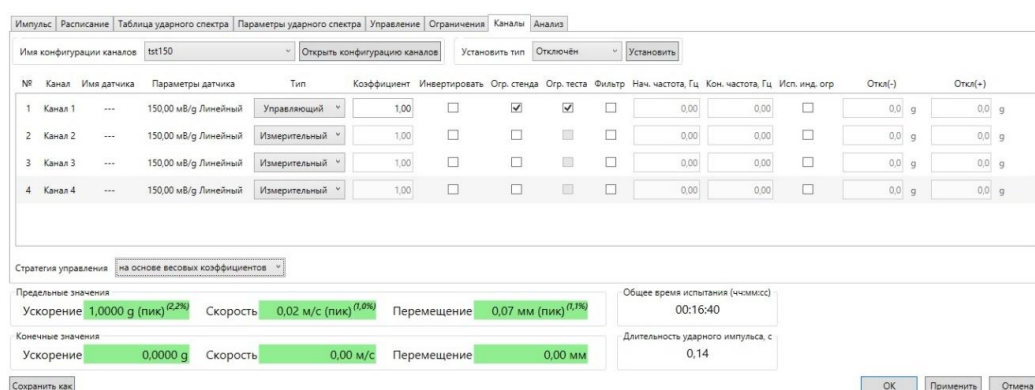 Импульс Расписание Таблица ударного спектра Параметры ударного спектра Управление Ограничения Каналы Анализ
Имя конфигурации каналов tst150 Открыть конфигурацию каналов Установить тип Отключён Установить
№ Канал Имя датчика Параметры датчика Тип Коэффициент Инвертировать Огр. стенда Огр. теста Фильтр Нач. частота, Гц Кон. частота, Гц Исп. инд. огр Откл(-) Откл(+)
1 Канал 1 --- 150,00 мВ/g Линейный Управляющий 1,00 0,00 0,00 0,0 g 0,0 g
2 Канал 2 --- 150,00 мВ/g Линейный Измерительный 1,00 0,00 0,00 0,0 g 0,0 g
3 Канал 3 --- 150,00 мВ/g Линейный Измерительный 1,00 0,00 0,00 0,0 g 0,0 g
4 Канал 4 --- 150,00 мВ/g Линейный Измерительный 1,00 0,00 0,00 0,0 g 0,0 g
Стратегия управления на основе весовых коэффициентов
Предельные значения Общее время испытания (чч:мм:сс)
Ускорение 1,0000 g (пик) (2,2%) Скорость 0,02 м/с (пик) (1,0%) Перемещение 0,07 мм (пик) (1,1%) 00:16:40
Конечные значения Длительность ударного импульса, с
Ускорение 0,0000 g Скорость 0,00 м/с Перемещение 0,00 мм 0,14
Сохранить как OK Применить Отмена